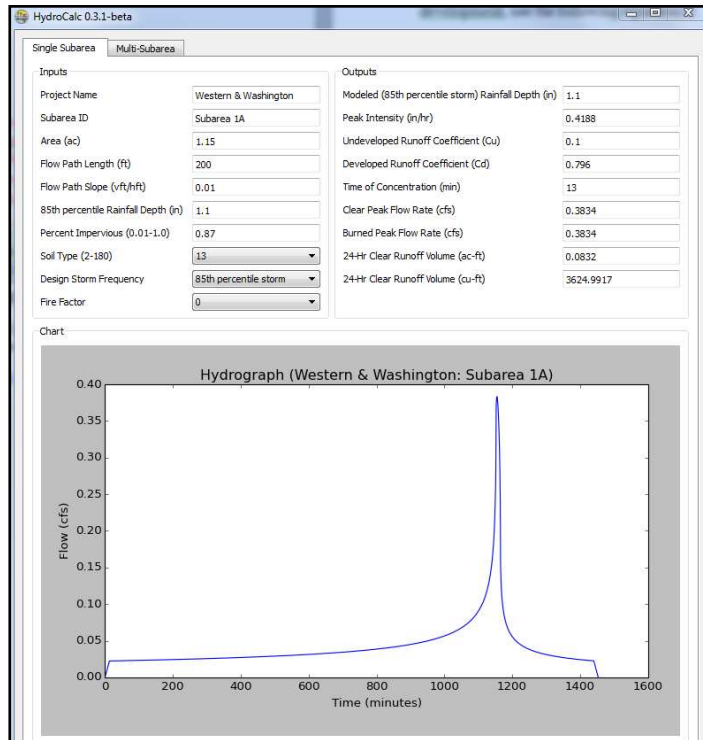 HydroCalc 0.3.1-beta
Single Subarea Multi-Subarea
Inputs
Project Name Western & Washington
Subarea ID Subarea 1A
Area (ac) 1.15
Flow Path Length (ft) 200
Flow Path Slope (vft/hft) 0.01
85th percentile Rainfall Depth (in) 1.1
Percent Impervious (0.01-1.0) 0.87
Soil Type (2-180) 13
Design Storm Frequency 85th percentile storm
Fire Factor 0
Outputs
Modeled (85th percentile storm) Rainfall Depth (in) 1.1
Peak Intensity (in/hr) 0.4188
Undeveloped Runoff Coefficient (Cu) 0.1
Developed Runoff Coefficient (Cd) 0.796
Time of Concentration (min) 13
Clear Peak Flow Rate (cfs) 0.3834
Burned Peak Flow Rate (cfs) 0.3834
24-Hr Clear Runoff Volume (ac-ft) 0.0832
24-Hr Clear Runoff Volume (cu-ft) 3624.9917
Chart
Hydrograph (Western & Washington: Subarea 1A)
Flow (cfs)
0.40
0.35
0.30
0.25
0.20
0.15
0.10
0.05
0.00
0 200 400 600 800 1000 1200 1400 1600
Time (minutes)